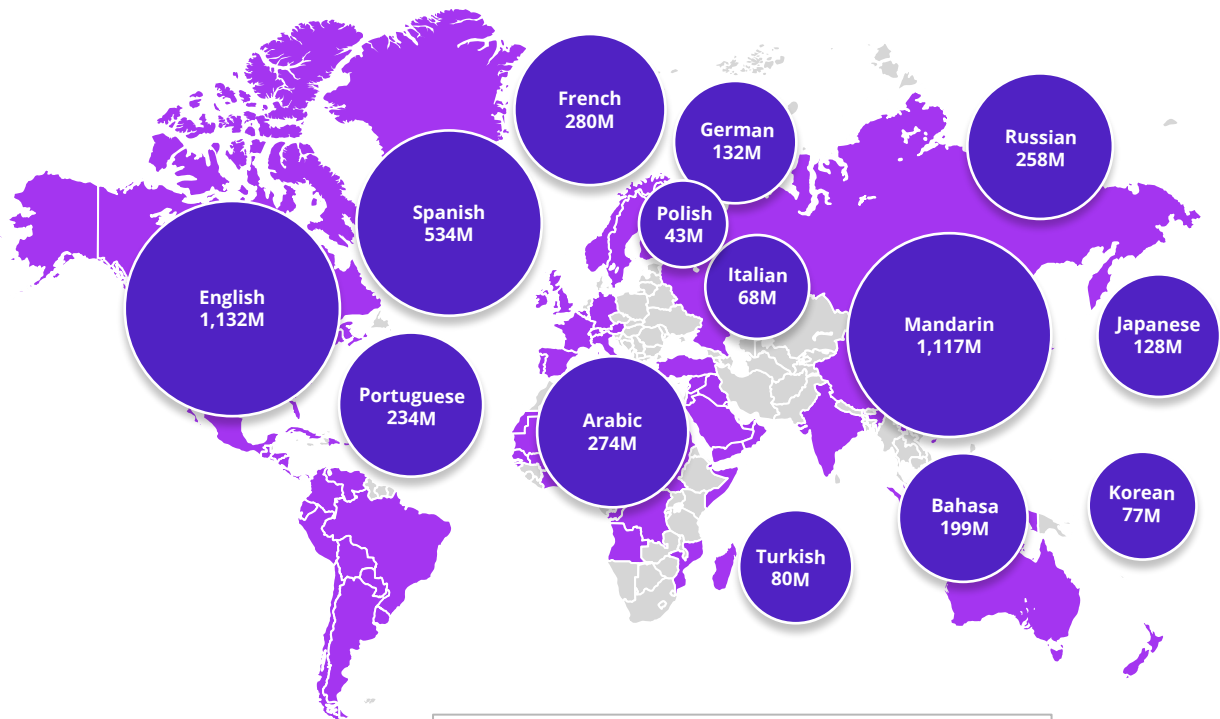 French
280M
German
132M
Russian
258M
Spanish
534M
Polish
43M
Italian
68M
English
1,132M
Mandarin
1,117M
Japanese
128M
Portuguese
234M
Arabic
274M
Bahasa
199M
Korean
77M
Turkish
80M